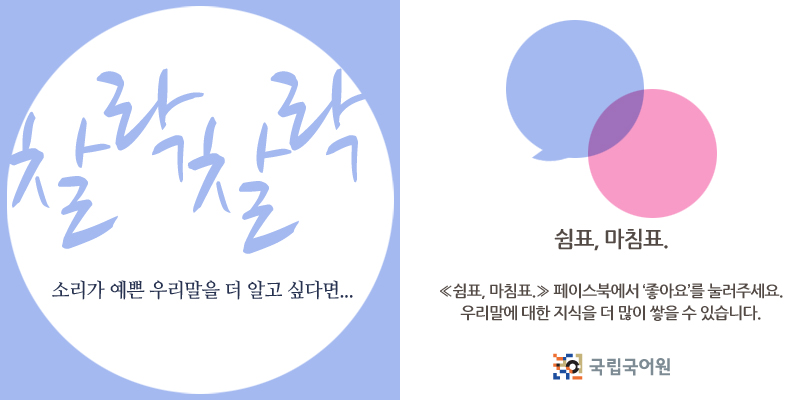 찰락찰락
소리가 예쁜 우리말을 더 알고 싶다면...
쉼표, 마침표.
≪쉼표, 마침표.≫ 페이스북에서 '좋아요'를 눌러주세요.
우리말에 대한 지식을 더 많이 쌓을 수 있습니다.
국립국어원